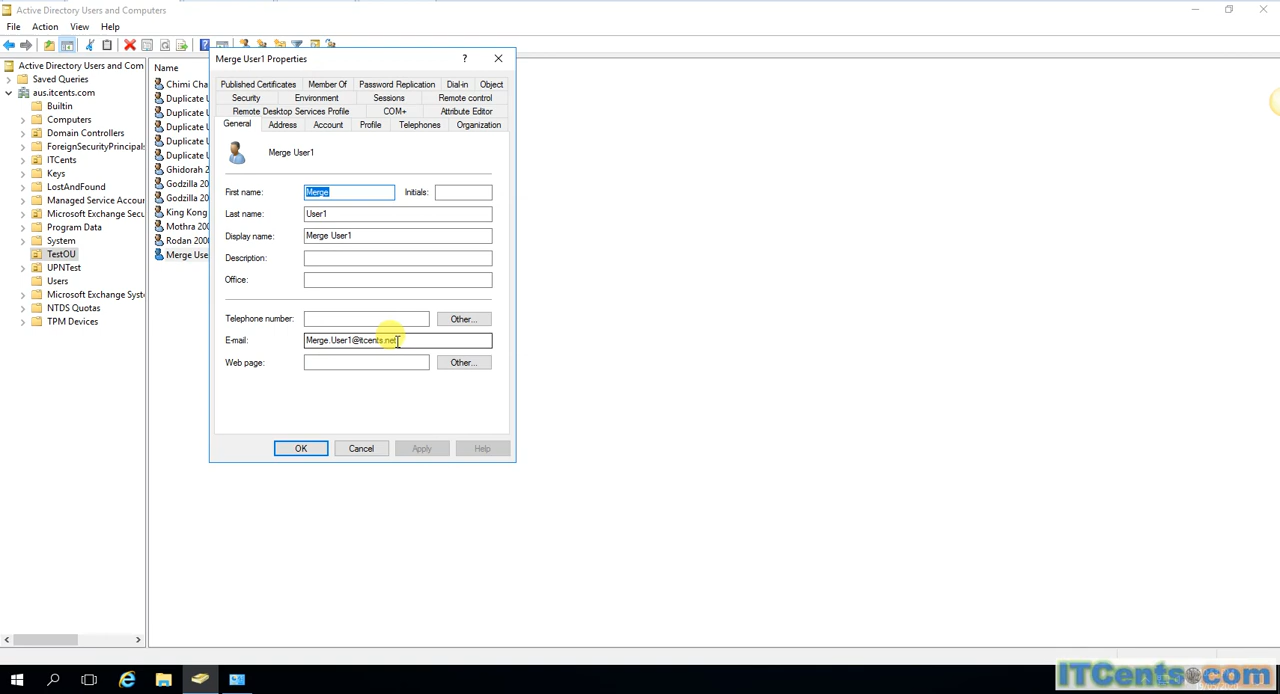 Active Directory Users and Computers
File Action View Help
Active Directory Users and Com
Saved Queries
aus.itcents.com
Builtin
Computers
Domain Controllers
ForeignSecurityPrincipals
ITCents
Keys
LostAndFound
Managed Service Accour
Microsoft Exchange Secu
Program Data
System
TestOU
UPNTest
Users
Microsoft Exchange Syst
NTDS Quotas
TPM Devices
Name
Chimi Cha
Duplicate U
Duplicate U
Duplicate U
Duplicate U
Duplicate U
Ghidorah 2
Godzilla 20
Godzilla 20
King Kong
Mothra 200
Rodan 2000
Merge Use
Merge User1 Properties
?
Published Certificates Member Of Password Replication Dial-in Object
Security Environment Sessions Remote control
Remote Desktop Services Profile COM+ Attribute Editor
General Address Account Profile Telephones Organization
Merge User1
First name: Merge Initials:
Last name: User1
Display name: Merge User1
Description:
Office:
Telephone number: Other...
E-mail: Merge.User1@itcents.net
Web page: Other...
OK Cancel Apply Help
ITCents.com